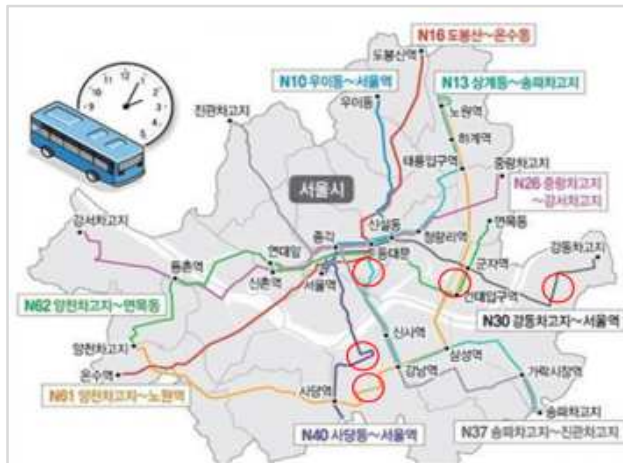 N16 도봉산~온수동
도봉산역
N10 우이동~서울역
N13 상계동~송파차고지
우이동
노원역
진관차고지
하계역
태릉입구역
중랑차고지
서울시
N26 중랑차고지
~강서차고지
강서차고지
신설동
청량리역
면목동
종각
연대앞
동대문
강동차고지
등촌역
군자역
신촌역
서울역
건대입구역
N62 양천차고지~면목동
N30 강동차고지~서울역
신사역
양천차고지
삼성역
온수역
강남역
가락시장역
N61 양천차고지~노원역
사당역
송파차고지
N40 사당동~서울역
N37 송파차고지~진관차고지